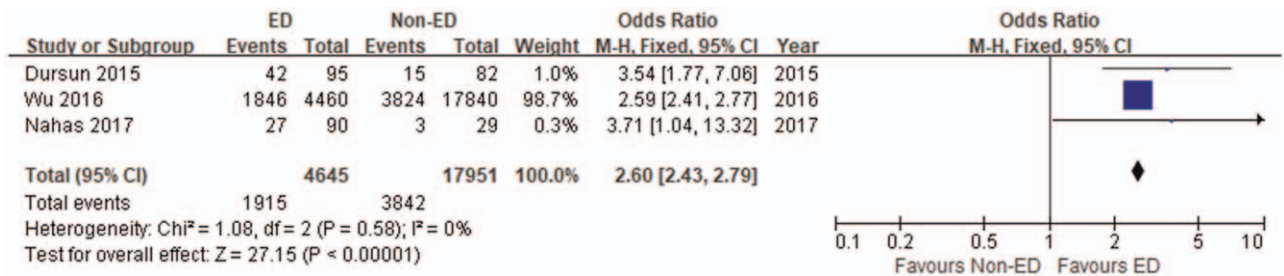 ED Non-ED Odds Ratio Odds Ratio
Study or Subgroup Events Total Events Total Weight M-H, Fixed, 95% CI Year M-H, Fixed, 95% CI
Dursun 2015 42 95 15 82 1.0% 3.54 [1.77, 7.06] 2015
Wu 2016 1846 4460 3824 17840 98.7% 2.59 [2.41, 2.77] 2016
Nahas 2017 27 90 3 29 0.3% 3.71 [1.04, 13.32] 2017
Total (95% CI) 4645 17951 100.0% 2.60 [2.43, 2.79]
Total events 1915 3842
Heterogeneity: Chi² = 1.08, df = 2 (P = 0.58); I² = 0%
Test for overall effect: Z = 27.15 (P < 0.00001)
0.1 0.2 0.5 1 2 5 10
Favours Non-ED Favours ED